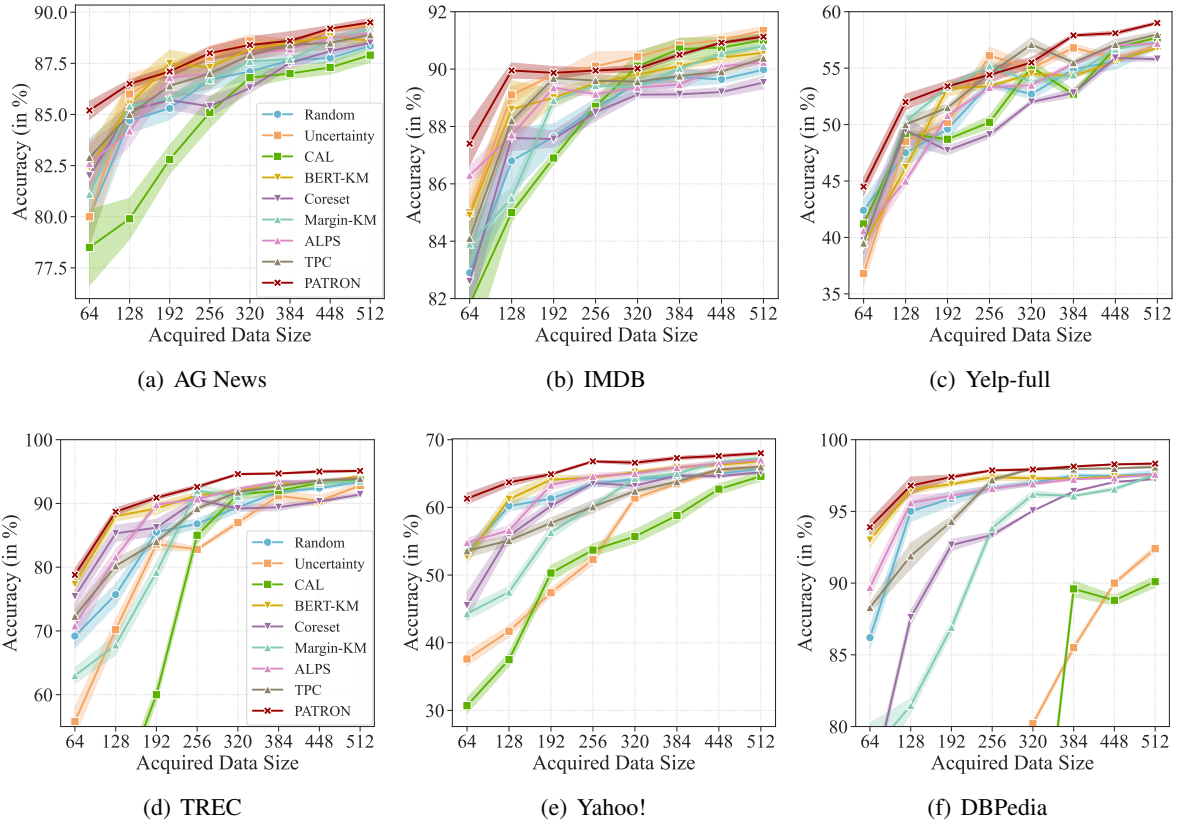 90.0
87.5
85.0
82.5
80.0
77.5
Accuracy (in %)
64 128 192 256 320 384 448 512
Acquired Data Size
Random
Uncertainty
CAL
BERT-KM
Coreset
Margin-KM
ALPS
TPC
PATRON
(a) AG News
92
90
88
86
84
82
Accuracy (in %)
64 128 192 256 320 384 448 512
Acquired Data Size
(b) IMDB
60
55
50
45
40
35
Accuracy (in %)
64 128 192 256 320 384 448 512
Acquired Data Size
(c) Yelp-full
100
90
80
70
60
Accuracy (in %)
64 128 192 256 320 384 448 512
Acquired Data Size
Random
Uncertainty
CAL
BERT-KM
Coreset
Margin-KM
ALPS
TPC
PATRON
(d) TREC
70
60
50
40
30
Accuracy (in %)
64 128 192 256 320 384 448 512
Acquired Data Size
(e) Yahoo!
100
95
90
85
80
Accuracy (in %)
64 128 192 256 320 384 448 512
Acquired Data Size
(f) DBPedia